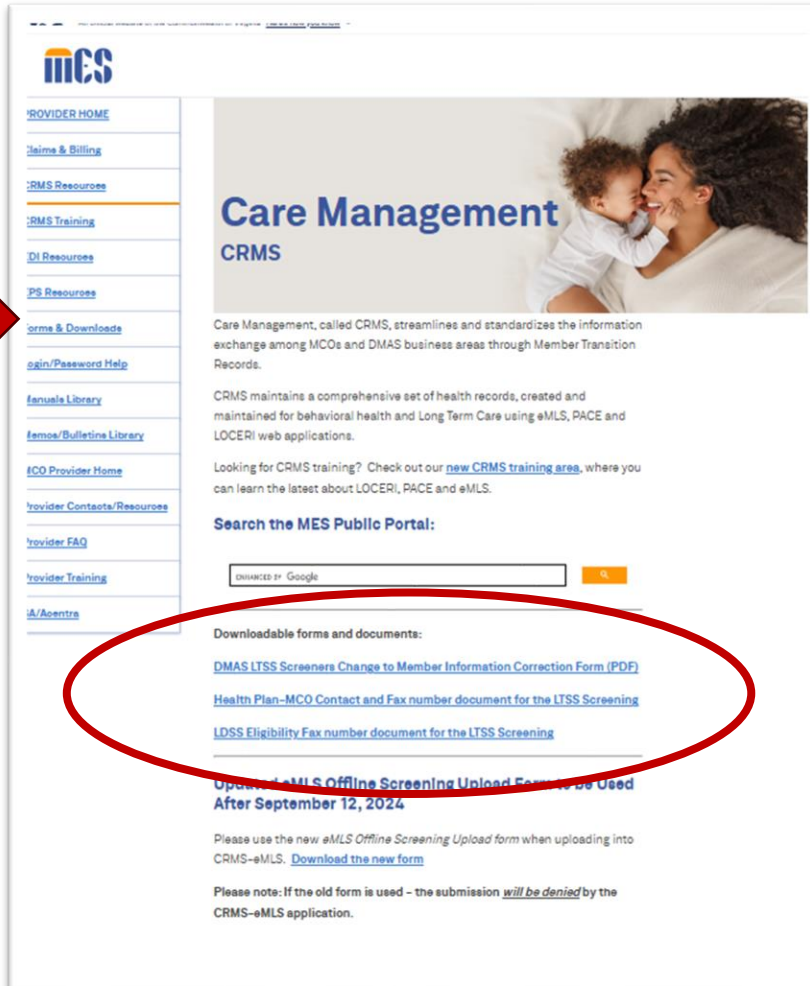 mes
PROVIDER HOME
Claims & Billing
CRMS Resources
CRMS Training
EDI Resources
EPS Resources
Forms & Downloads
Login/Password Help
Manuals Library
Memos/Bulletins Library
MCO Provider Home
Provider Contacts/Resources
Provider FAQ
Provider Training
SA/Acentra
Care Management
CRMS
Care Management, called CRMS, streamlines and standardizes the information
exchange among MCOs and DMAS business areas through Member Transition
Records.
CRMS maintains a comprehensive set of health records, created and
maintained for behavioral health and Long Term Care using eMLS, PACE and
LOCERI web applications.
Looking for CRMS training? Check out our new CRMS training area, where you
can learn the latest about LOCERI, PACE and eMLS.
Search the MES Public Portal:
ENHANCED BY Google
Downloadable forms and documents:
DMAS LTSS Screeners Change to Member Information Correction Form (PDF)
Health Plan-MCO Contact and Fax number document for the LTSS Screening
LDSS Eligibility Fax number document for the LTSS Screening
Updated eMLS Offline Screening Upload Form to be Used
After September 12, 2024
Please use the new eMLS Offline Screening Upload form when uploading into
CRMS-eMLS. Download the new form
Please note: If the old form is used – the submission will be denied by the
CRMS-eMLS application.